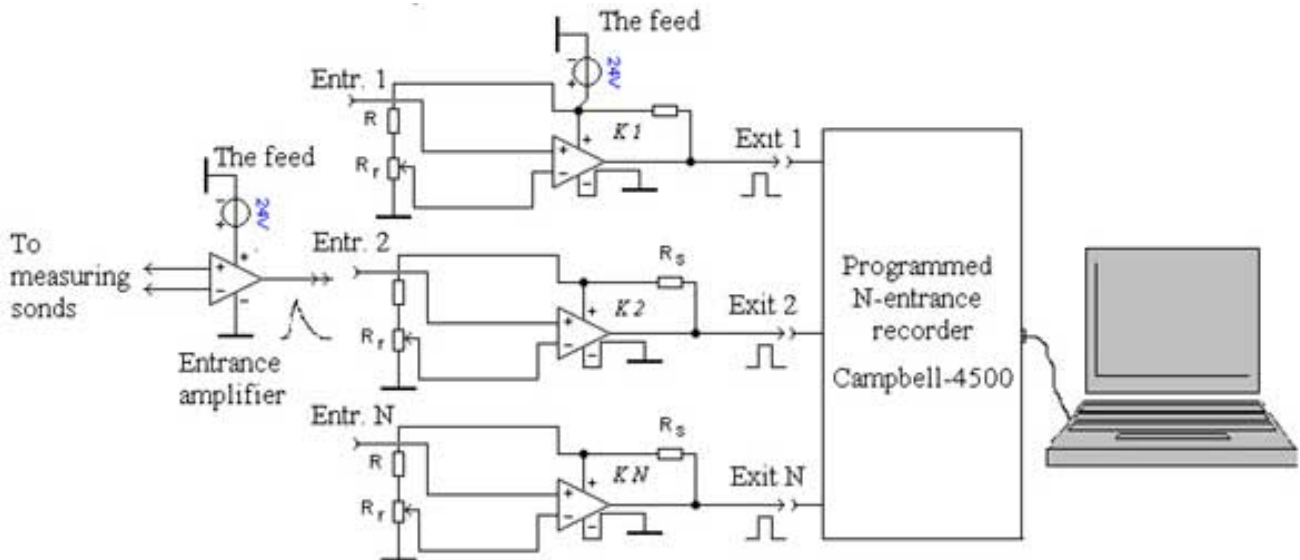 The feed
24V
Entr. 1
R
Rr
K1
+
+
−
−
−
+
Exit 1
The feed
24V
−
+
To
measuring
sonds
+
−
+
−
Entrance
amplifier
Entr. 2
Rr
Rs
K2
+
+
−
−
Exit 2
Entr. N
R
Rr
Rs
KN
+
+
−
−
Exit N
Programmed
N-entrance
recorder
Campbell-4500